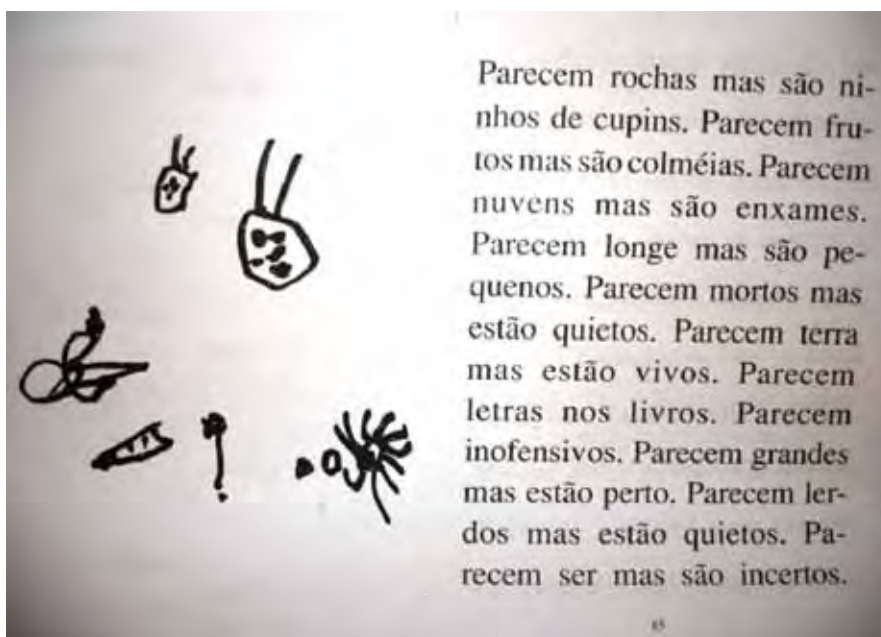 Parecem rochas mas são ni-
nhos de cupins. Parecem fru-
tos mas são colméias. Parecem
nuvens mas são enxames.
Parecem longe mas são pe-
quenos. Parecem mortos mas
estão quietos. Parecem terra
mas estão vivos. Parecem
letras nos livros. Parecem
inofensivos. Parecem grandes
mas estão perto. Parecem ler-
dos mas estão quietos. Pa-
recem ser mas são incertos.